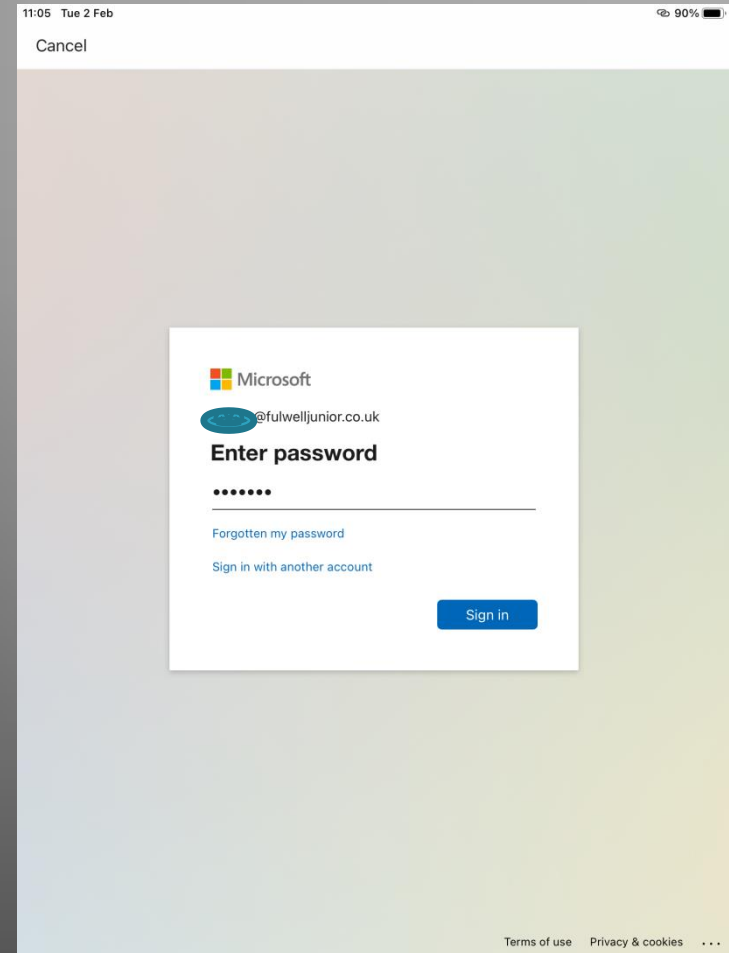 11:05 Tue 2 Feb 90%
Cancel
Microsoft
@fulwelljunior.co.uk
Enter password
•••••••
Forgotten my password
Sign in with another account
Sign in
Terms of use Privacy & cookies ...